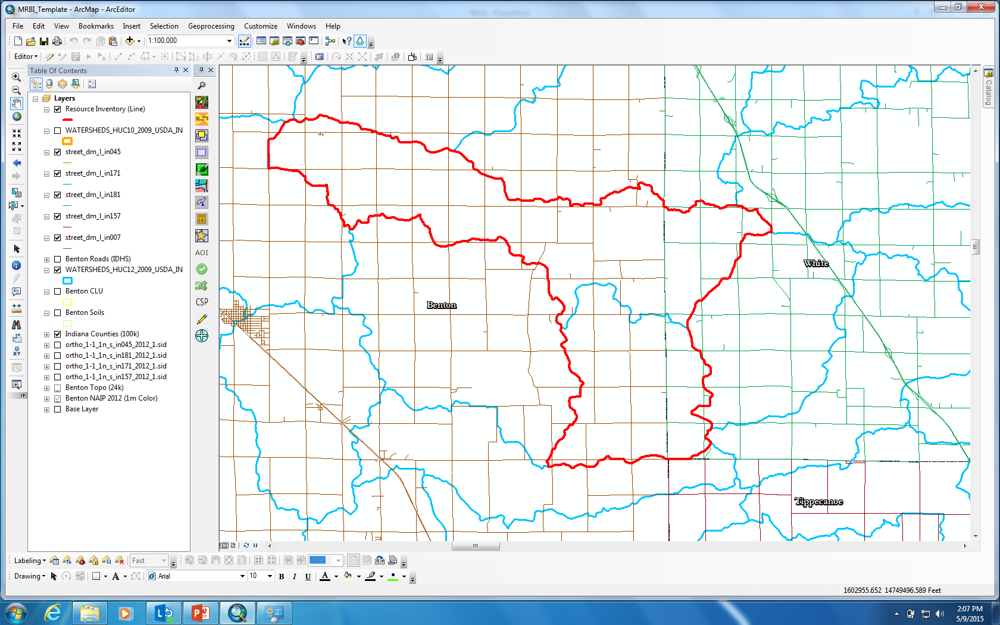 MRBI_Template - ArcMap - ArcEditor
File Edit View Bookmarks Insert Selection Geoprocessing Customize Windows Help
1:100,000
Editor
Table Of Contents
Catalog
Layers
Resource Inventory (Line)
WATERSHEDS_HUC10_2009_USDA_IN
street_dm_l_in045
street_dm_l_in171
street_dm_l_in181
street_dm_l_in157
street_dm_l_in007
Benton Roads (IDHS)
WATERSHEDS_HUC12_2009_USDA_IN
Benton CLU
Benton Soils
Indiana Counties (100k)
ortho_1-1_1n_s_in045_2012_1.sid
ortho_1-1_1n_s_in181_2012_1.sid
ortho_1-1_1n_s_in171_2012_1.sid
ortho_1-1_1n_s_in157_2012_1.sid
Benton Topo (24k)
Benton NAIP 2012 (1m Color)
Base Layer
XY
AOI
CSP
White
Benton
Tippecanoe
Labeling Fast 1:1 100%
Drawing A Arial 10 B I U A
1602955.652 14749496.589 Feet
2:07 PM
5/9/2015